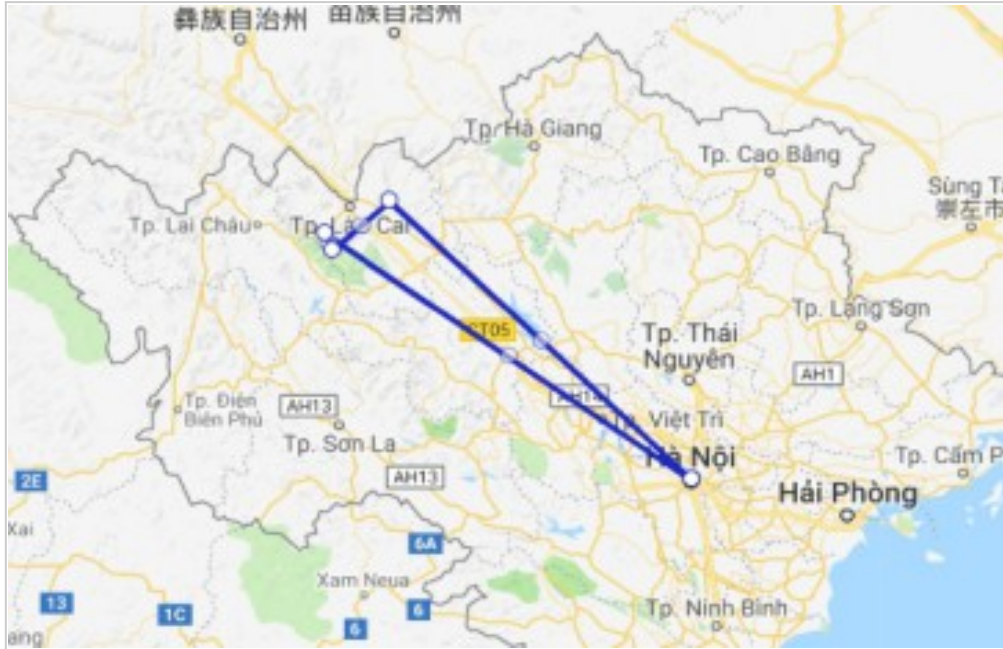 彝族自治州
苗族自治州
Tp. Hà Giang
Tp. Cao Bằng
Sùng Tả
崇左市
Tp. Lai Châu
Tp. Lào Cai
Tp. Lạng Sơn
CT05
Tp. Thái
Nguyên
AH1
AH14
Tp. Điện
Biên Phủ
AH13
Việt Trì
Tp. Sơn La
Hà Nội
Tp. Cẩm P
AH13
2E
Hải Phòng
Xai
6A
Xam Neua
13
1C
6
6
Tp. Ninh Bình
ang